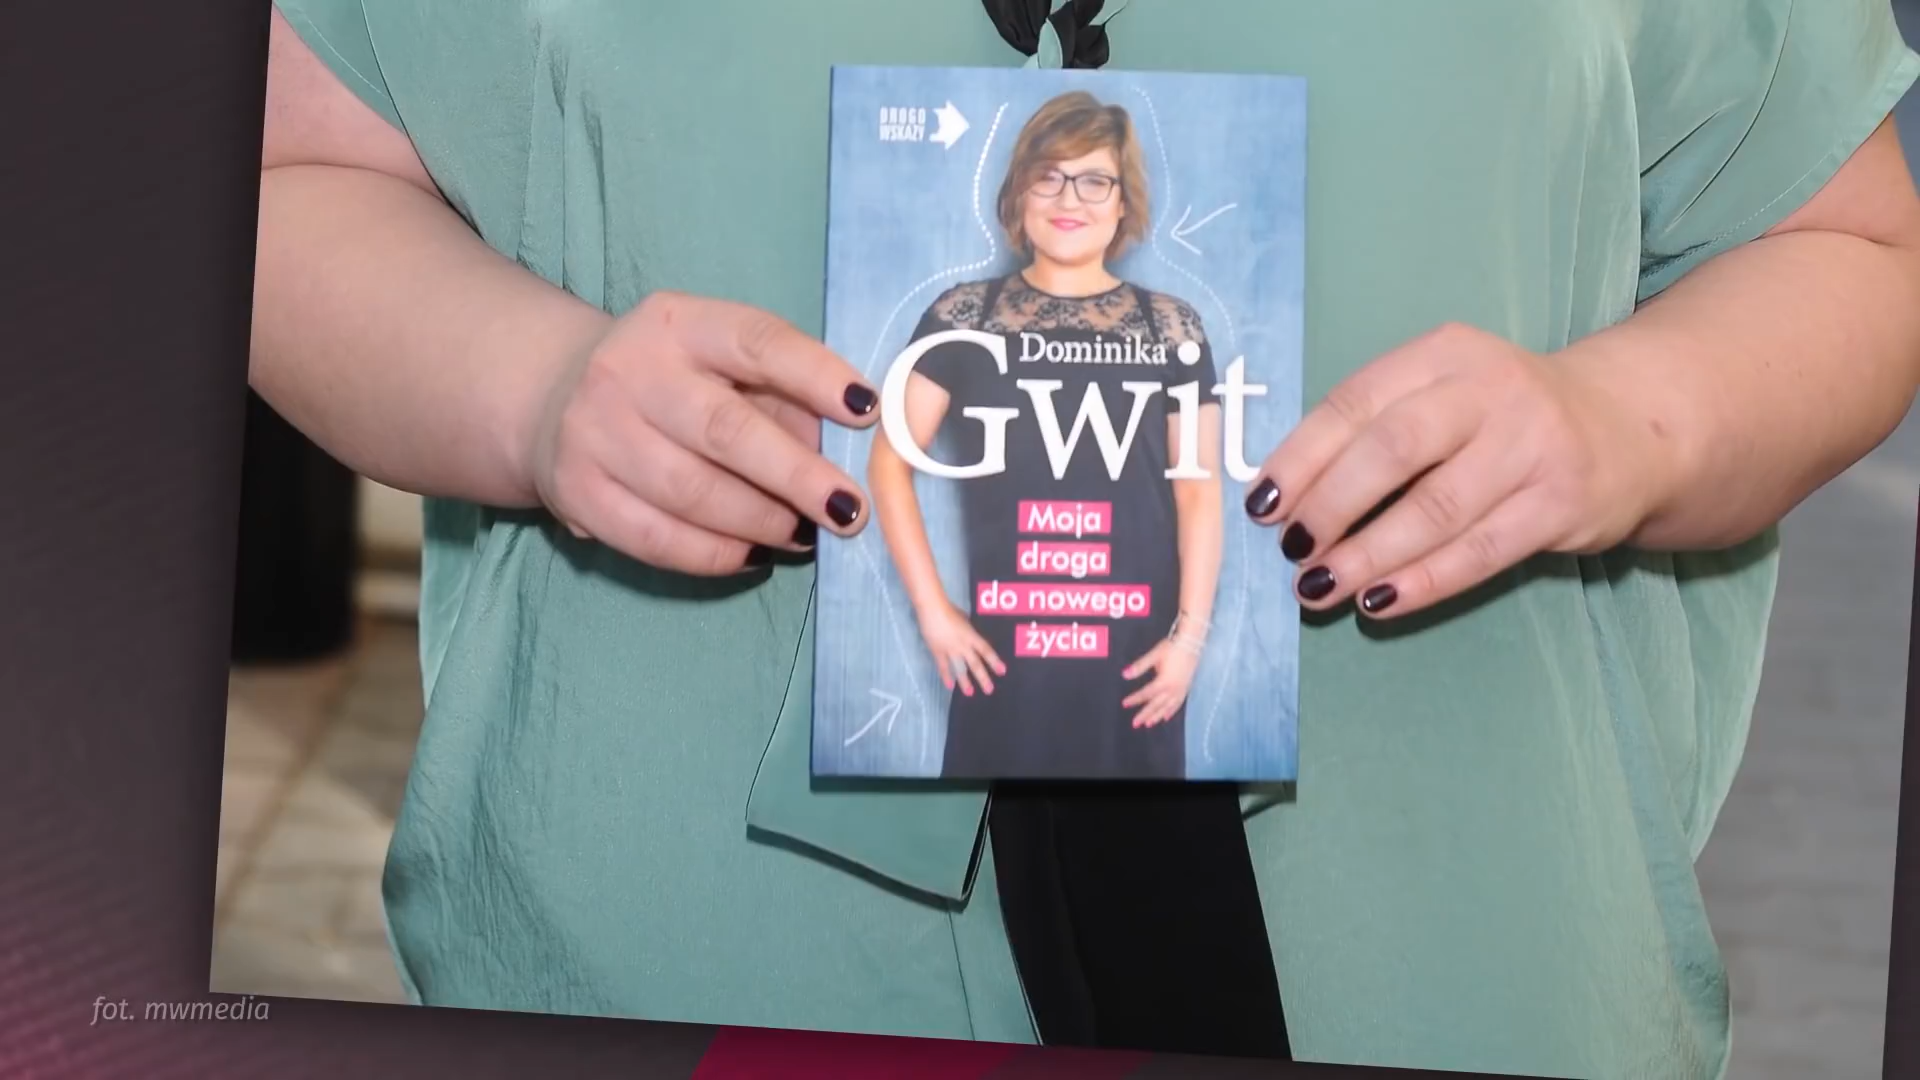 DROGO
WSKAZY
Dominika
Gwit
Moja
droga
do nowego
życia
fot. mwmedia